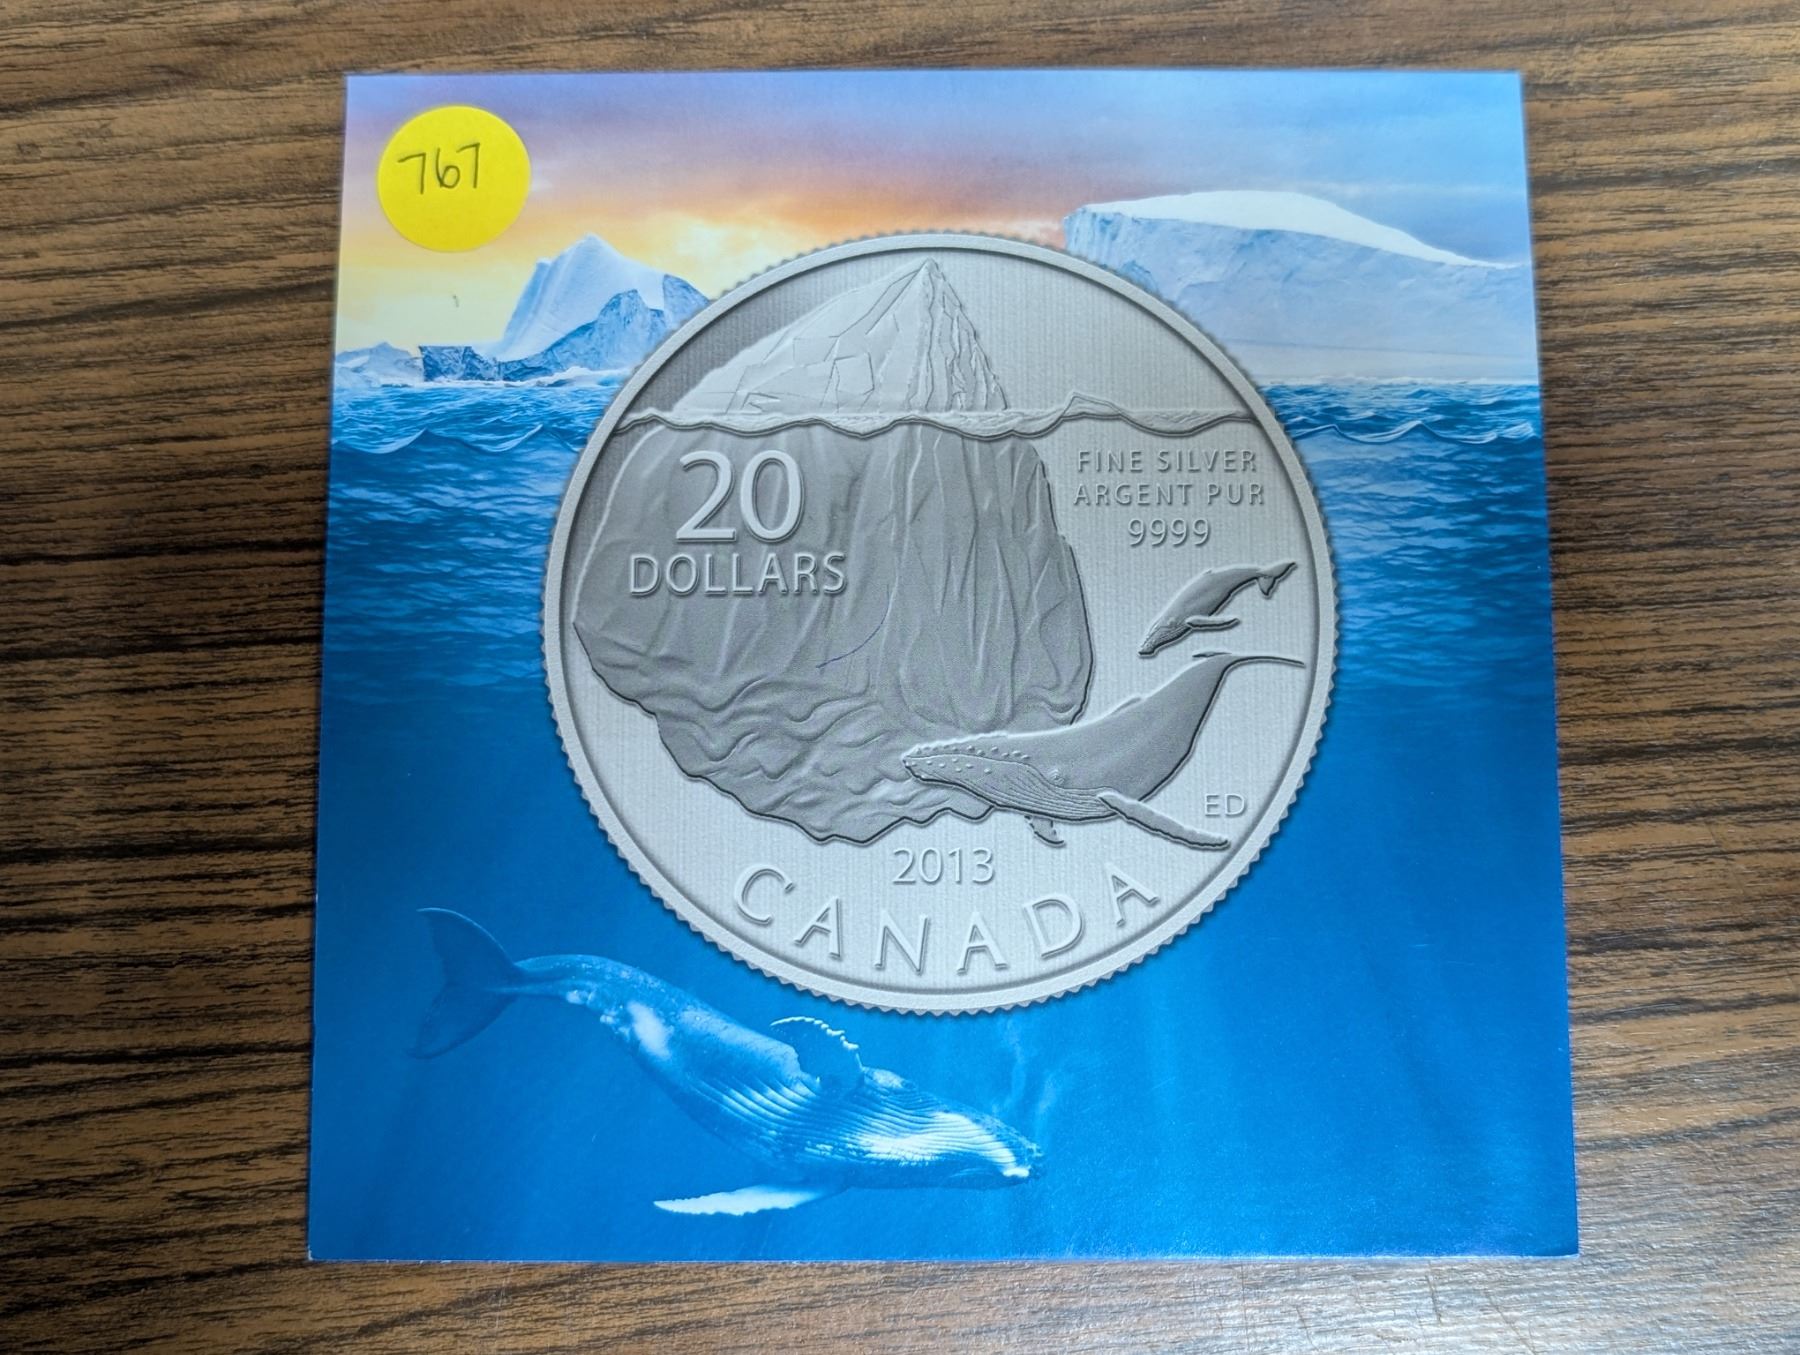 767
20
DOLLARS
FINE SILVER
ARGENT PUR
9999
ED
2013
CANADA